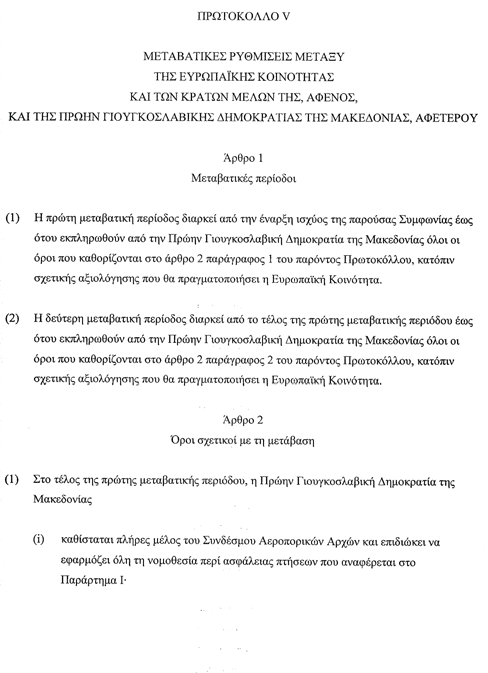 ΠΡΩΤΟΚΟΛΛΟ V
ΜΕΤΑΒΑΤΙΚΕΣ ΡΥΘΜΙΣΕΙΣ ΜΕΤΑΞΥ
ΤΗΣ ΕΥΡΩΠΑΪΚΗΣ ΚΟΙΝΟΤΗΤΑΣ
ΚΑΙ ΤΩΝ ΚΡΑΤΩΝ ΜΕΛΩΝ ΤΗΣ, ΑΦΕΝΟΣ,
ΚΑΙ ΤΗΣ ΠΡΩΗΝ ΓΙΟΥΓΚΟΣΛΑΒΙΚΗΣ ΔΗΜΟΚΡΑΤΙΑΣ ΤΗΣ ΜΑΚΕΔΟΝΙΑΣ, ΑΦΕΤΕΡΟΥ
Άρθρο 1
Μεταβατικές περίοδοι
(1) Η πρώτη μεταβατική περίοδος διαρκεί από την έναρξη ισχύος της παρούσας Συμφωνίας έως
ότου εκπληρωθούν από την Πρώην Γιουγκοσλαβική Δημοκρατία της Μακεδονίας όλοι οι
όροι που καθορίζονται στο άρθρο 2 παράγραφος 1 του παρόντος Πρωτοκόλλου, κατόπιν
σχετικής αξιολόγησης που θα πραγματοποιήσει η Ευρωπαϊκή Κοινότητα.
(2) Η δεύτερη μεταβατική περίοδος διαρκεί από το τέλος της πρώτης μεταβατικής περιόδου έως
ότου εκπληρωθούν από την Πρώην Γιουγκοσλαβική Δημοκρατία της Μακεδονίας όλοι οι
όροι που καθορίζονται στο άρθρο 2 παράγραφος 2 του παρόντος Πρωτοκόλλου, κατόπιν
σχετικής αξιολόγησης που θα πραγματοποιήσει η Ευρωπαϊκή Κοινότητα.
Άρθρο 2
Όροι σχετικοί με τη μετάβαση
(1) Στο τέλος της πρώτης μεταβατικής περιόδου, η Πρώην Γιουγκοσλαβική Δημοκρατία της
Μακεδονίας
(i) καθίσταται πλήρες μέλος του Συνδέσμου Αεροπορικών Αρχών και επιδιώκει να
εφαρμόζει όλη τη νομοθεσία περί ασφάλειας πτήσεων που αναφέρεται στο
Παράρτημα Ι·